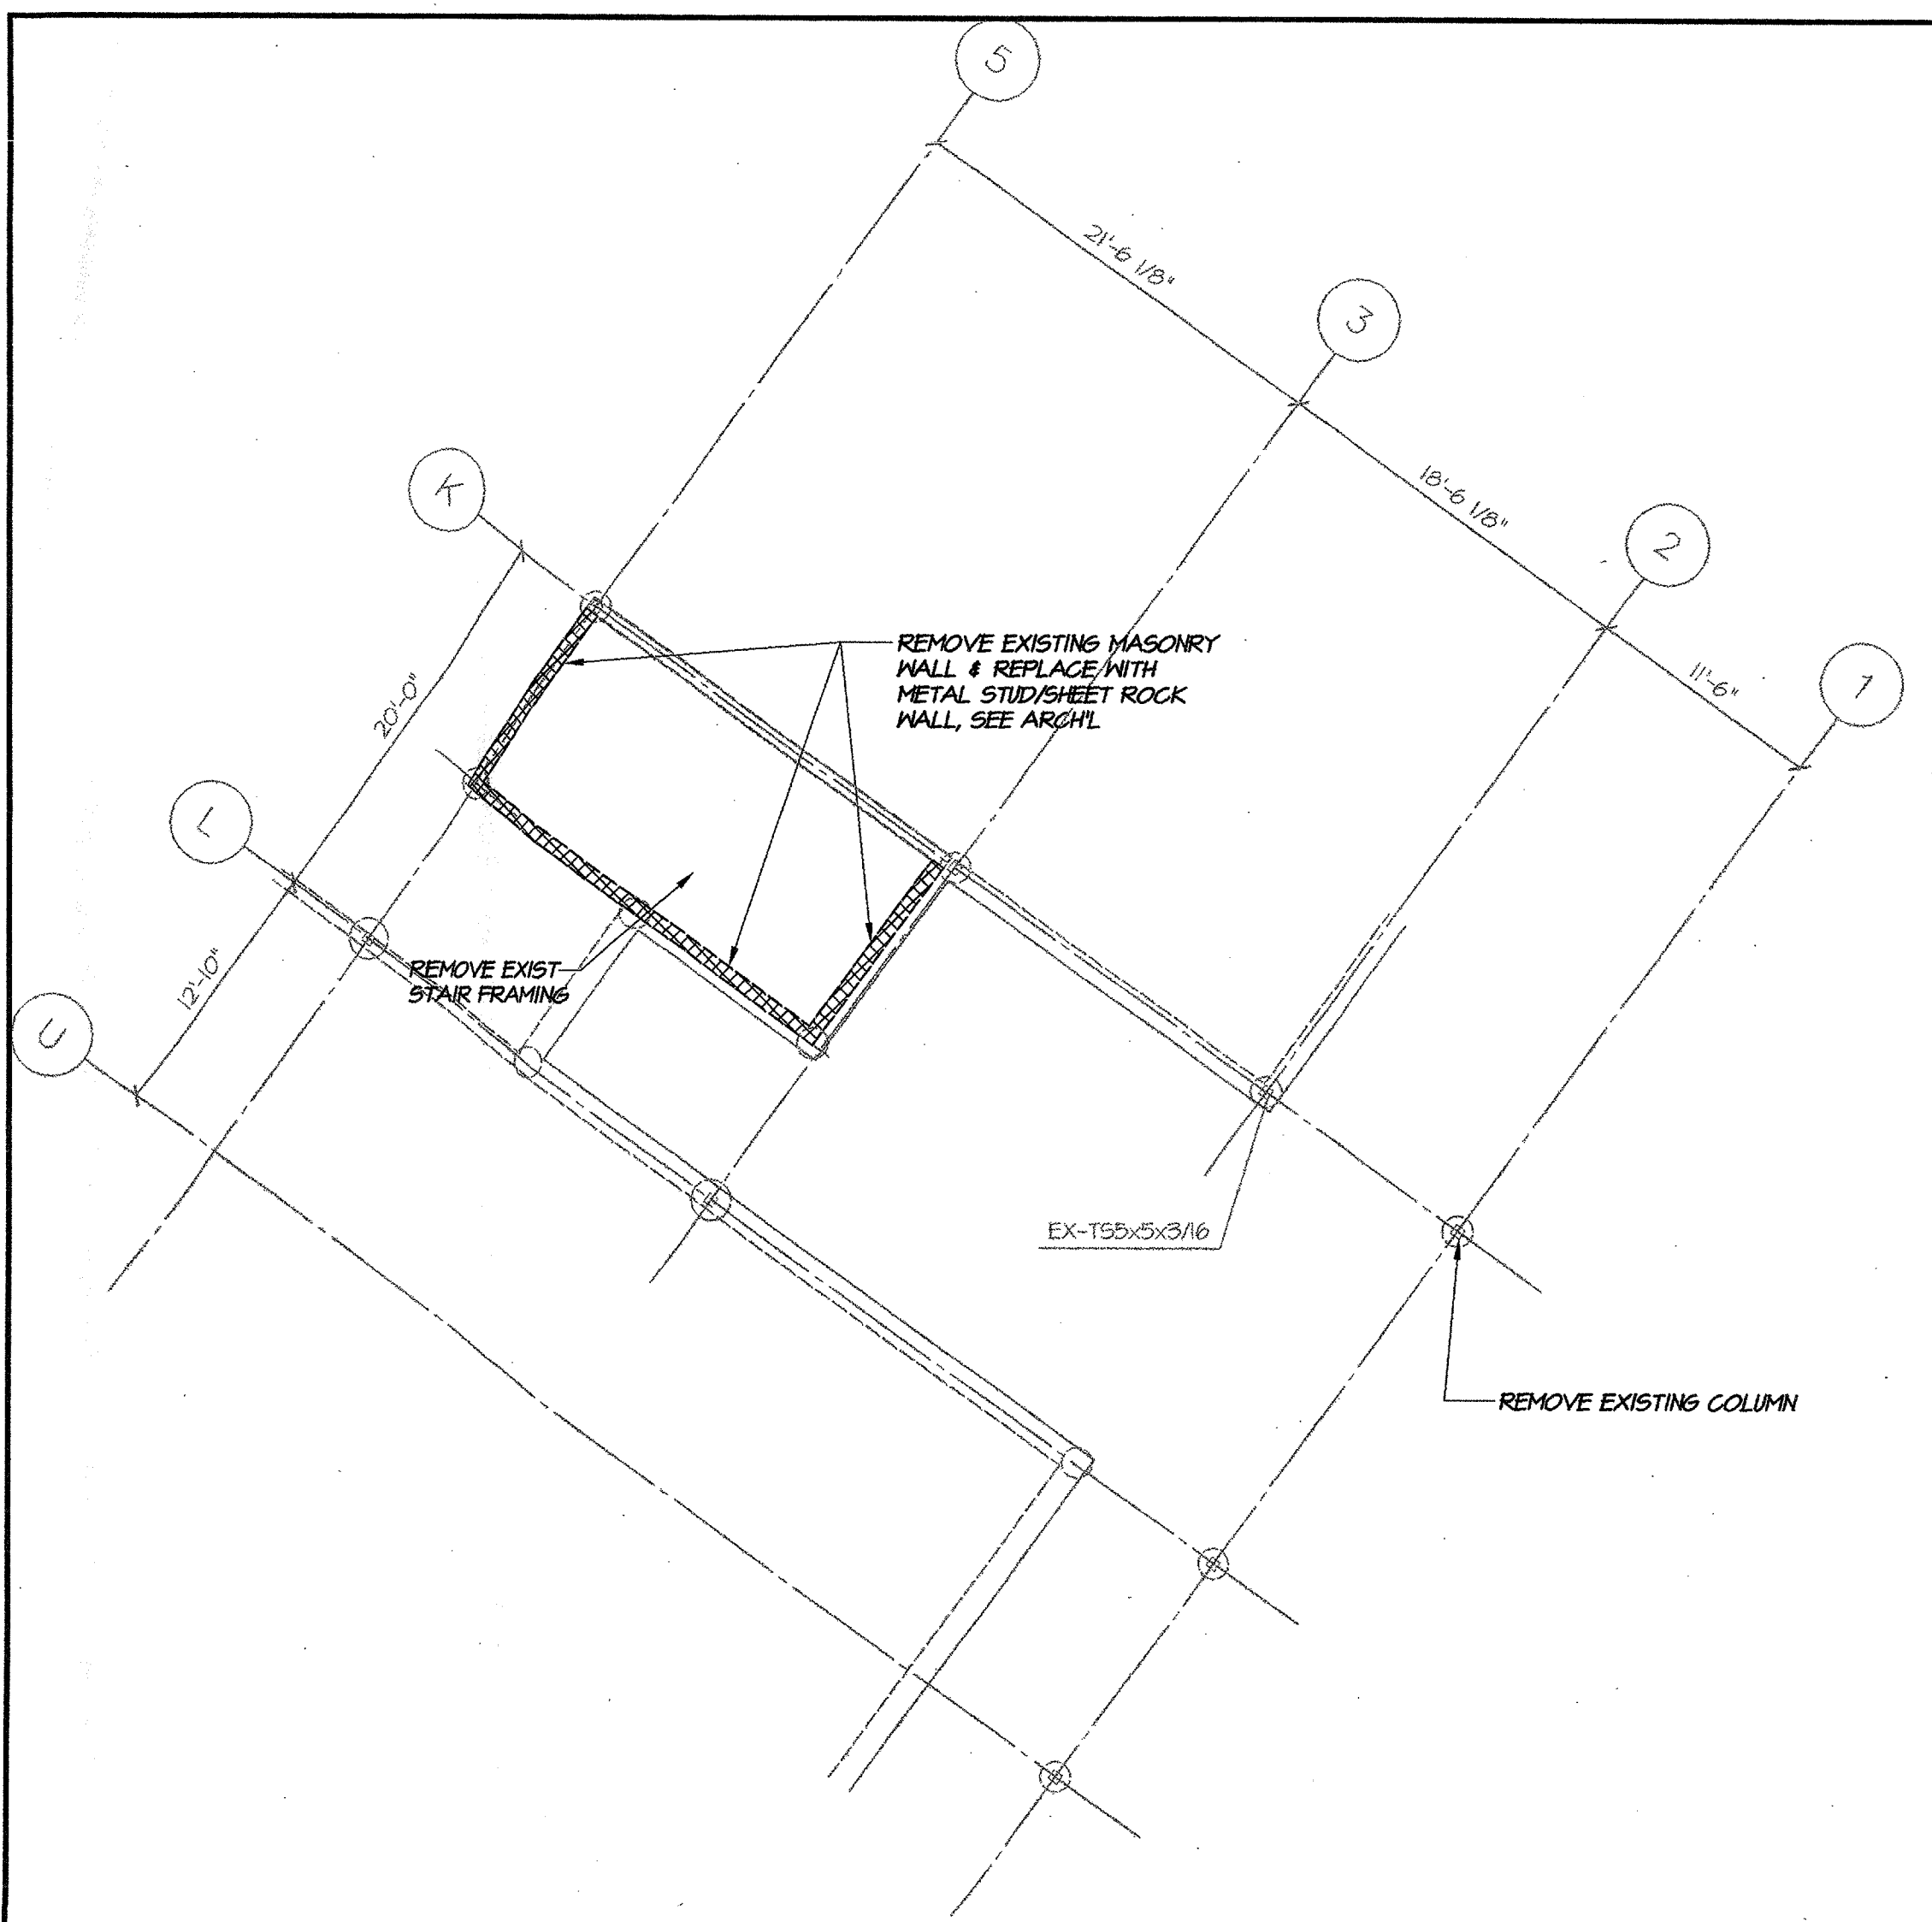 5
21'-6 1/8"
3
18'-6 1/8"
2
11'-6"
1
K
20'-0"
L
12'-10"
U
REMOVE EXISTING MASONRY
WALL & REPLACE WITH
METAL STUD/SHEET ROCK
WALL, SEE ARCH'L
REMOVE EXIST
STAIR FRAMING
EX-TS5x5x3/16
REMOVE EXISTING COLUMN